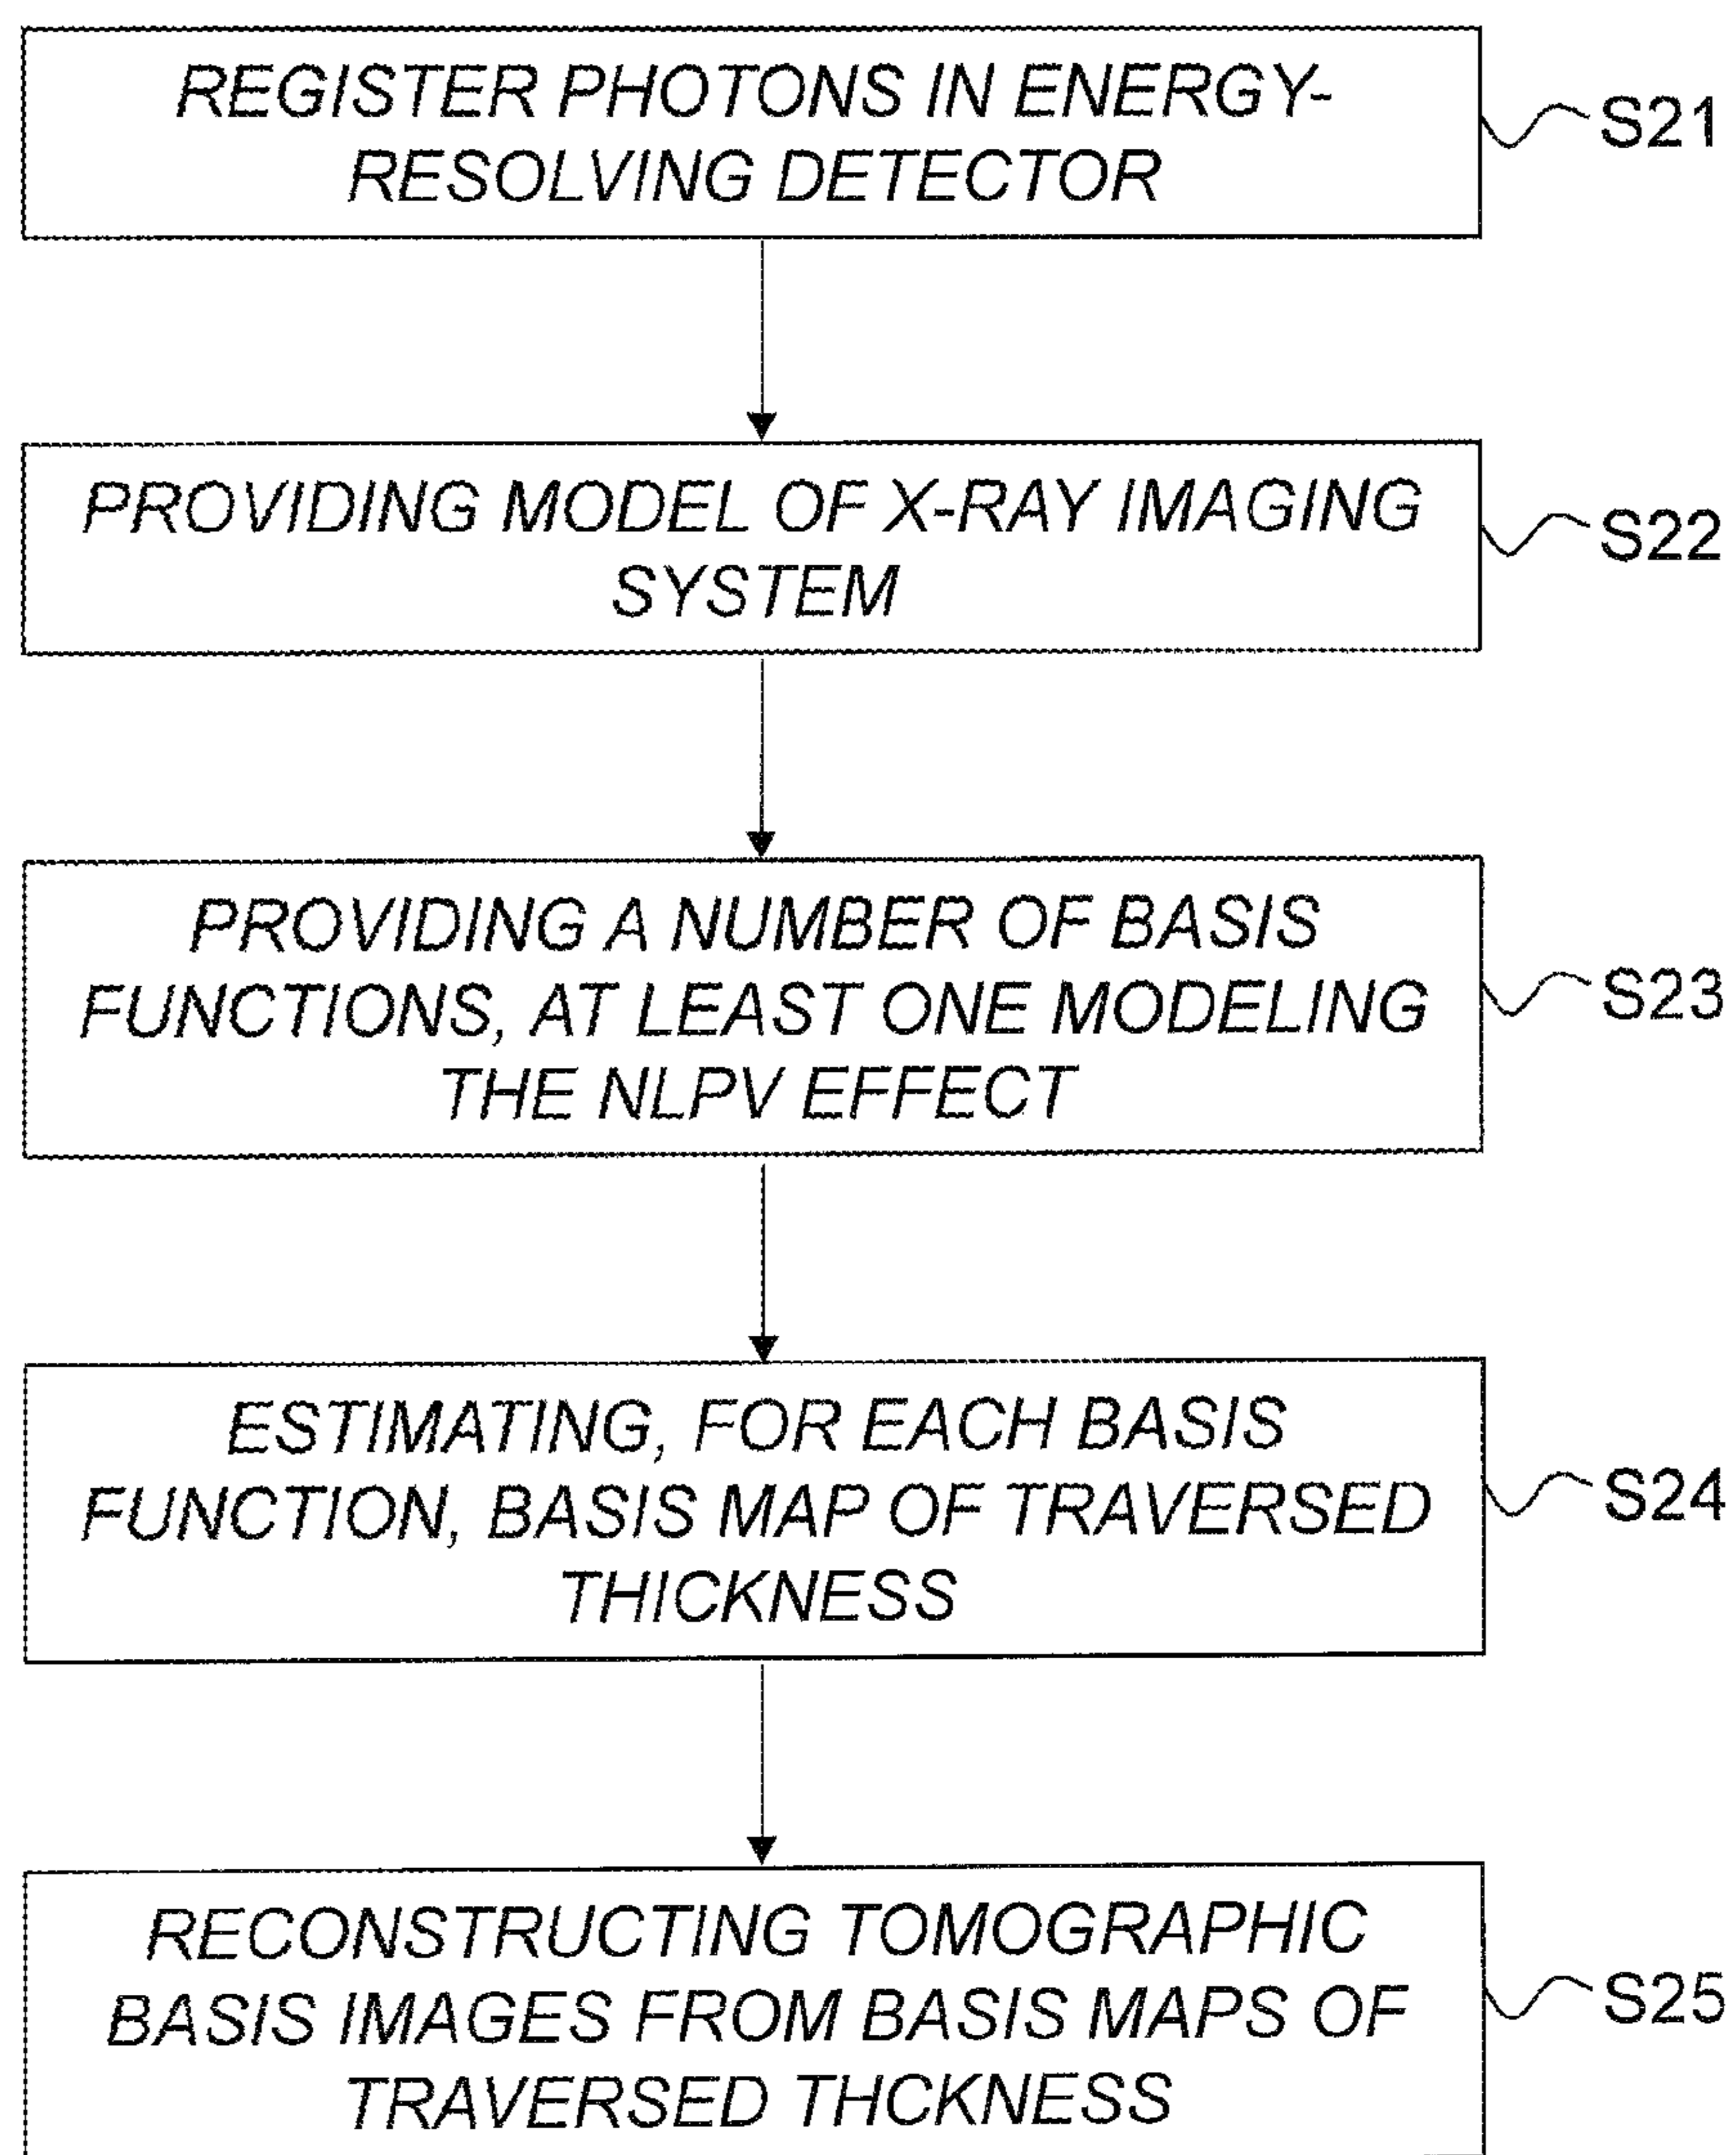 REGISTER PHOTONS IN ENERGY-
RESOLVING DETECTOR
S21
PROVIDING MODEL OF X-RAY IMAGING
SYSTEM
S22
PROVIDING A NUMBER OF BASIS
FUNCTIONS, AT LEAST ONE MODELING
THE NLPV EFFECT
S23
ESTIMATING, FOR EACH BASIS
FUNCTION, BASIS MAP OF TRAVERSED
THICKNESS
S24
RECONSTRUCTING TOMOGRAPHIC
BASIS IMAGES FROM BASIS MAPS OF
TRAVERSED THCKNESS
S25